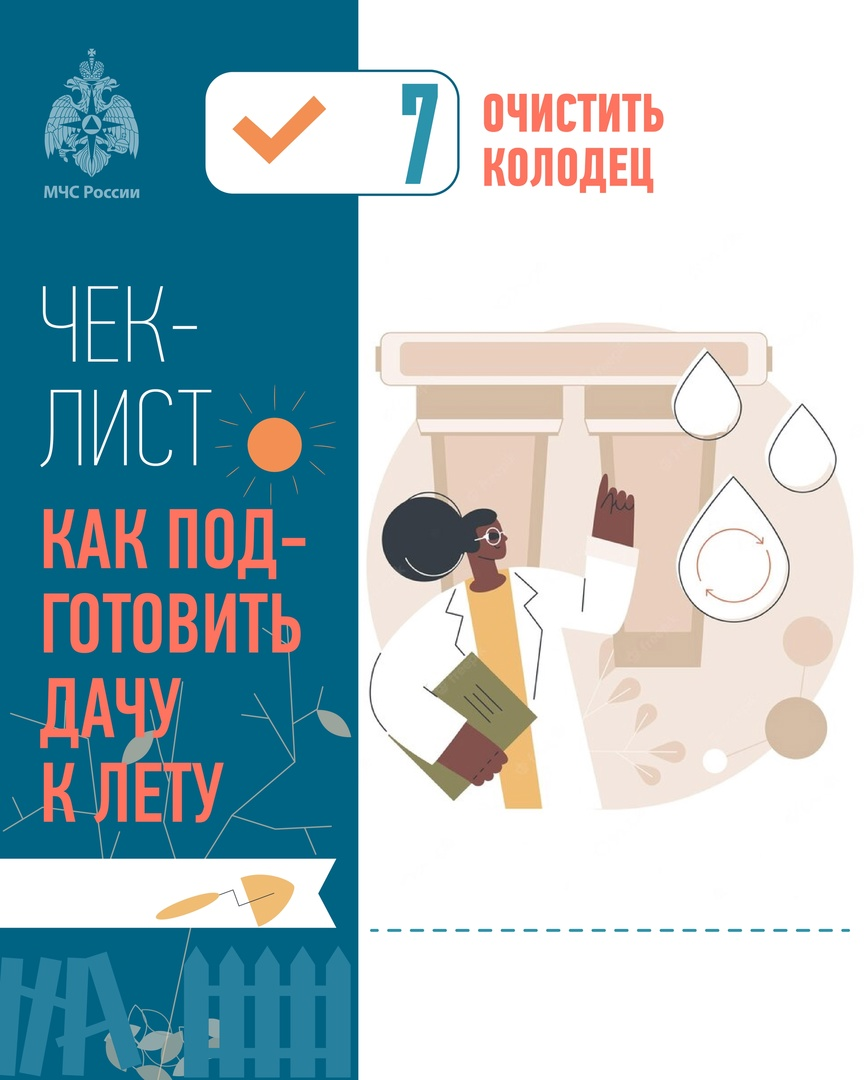 МЧС России
7
ОЧИСТИТЬ
КОЛОДЕЦ
ЧЕК-
ЛИСТ
КАК ПОД-
ГОТОВИТЬ
ДАЧУ
К ЛЕТУ